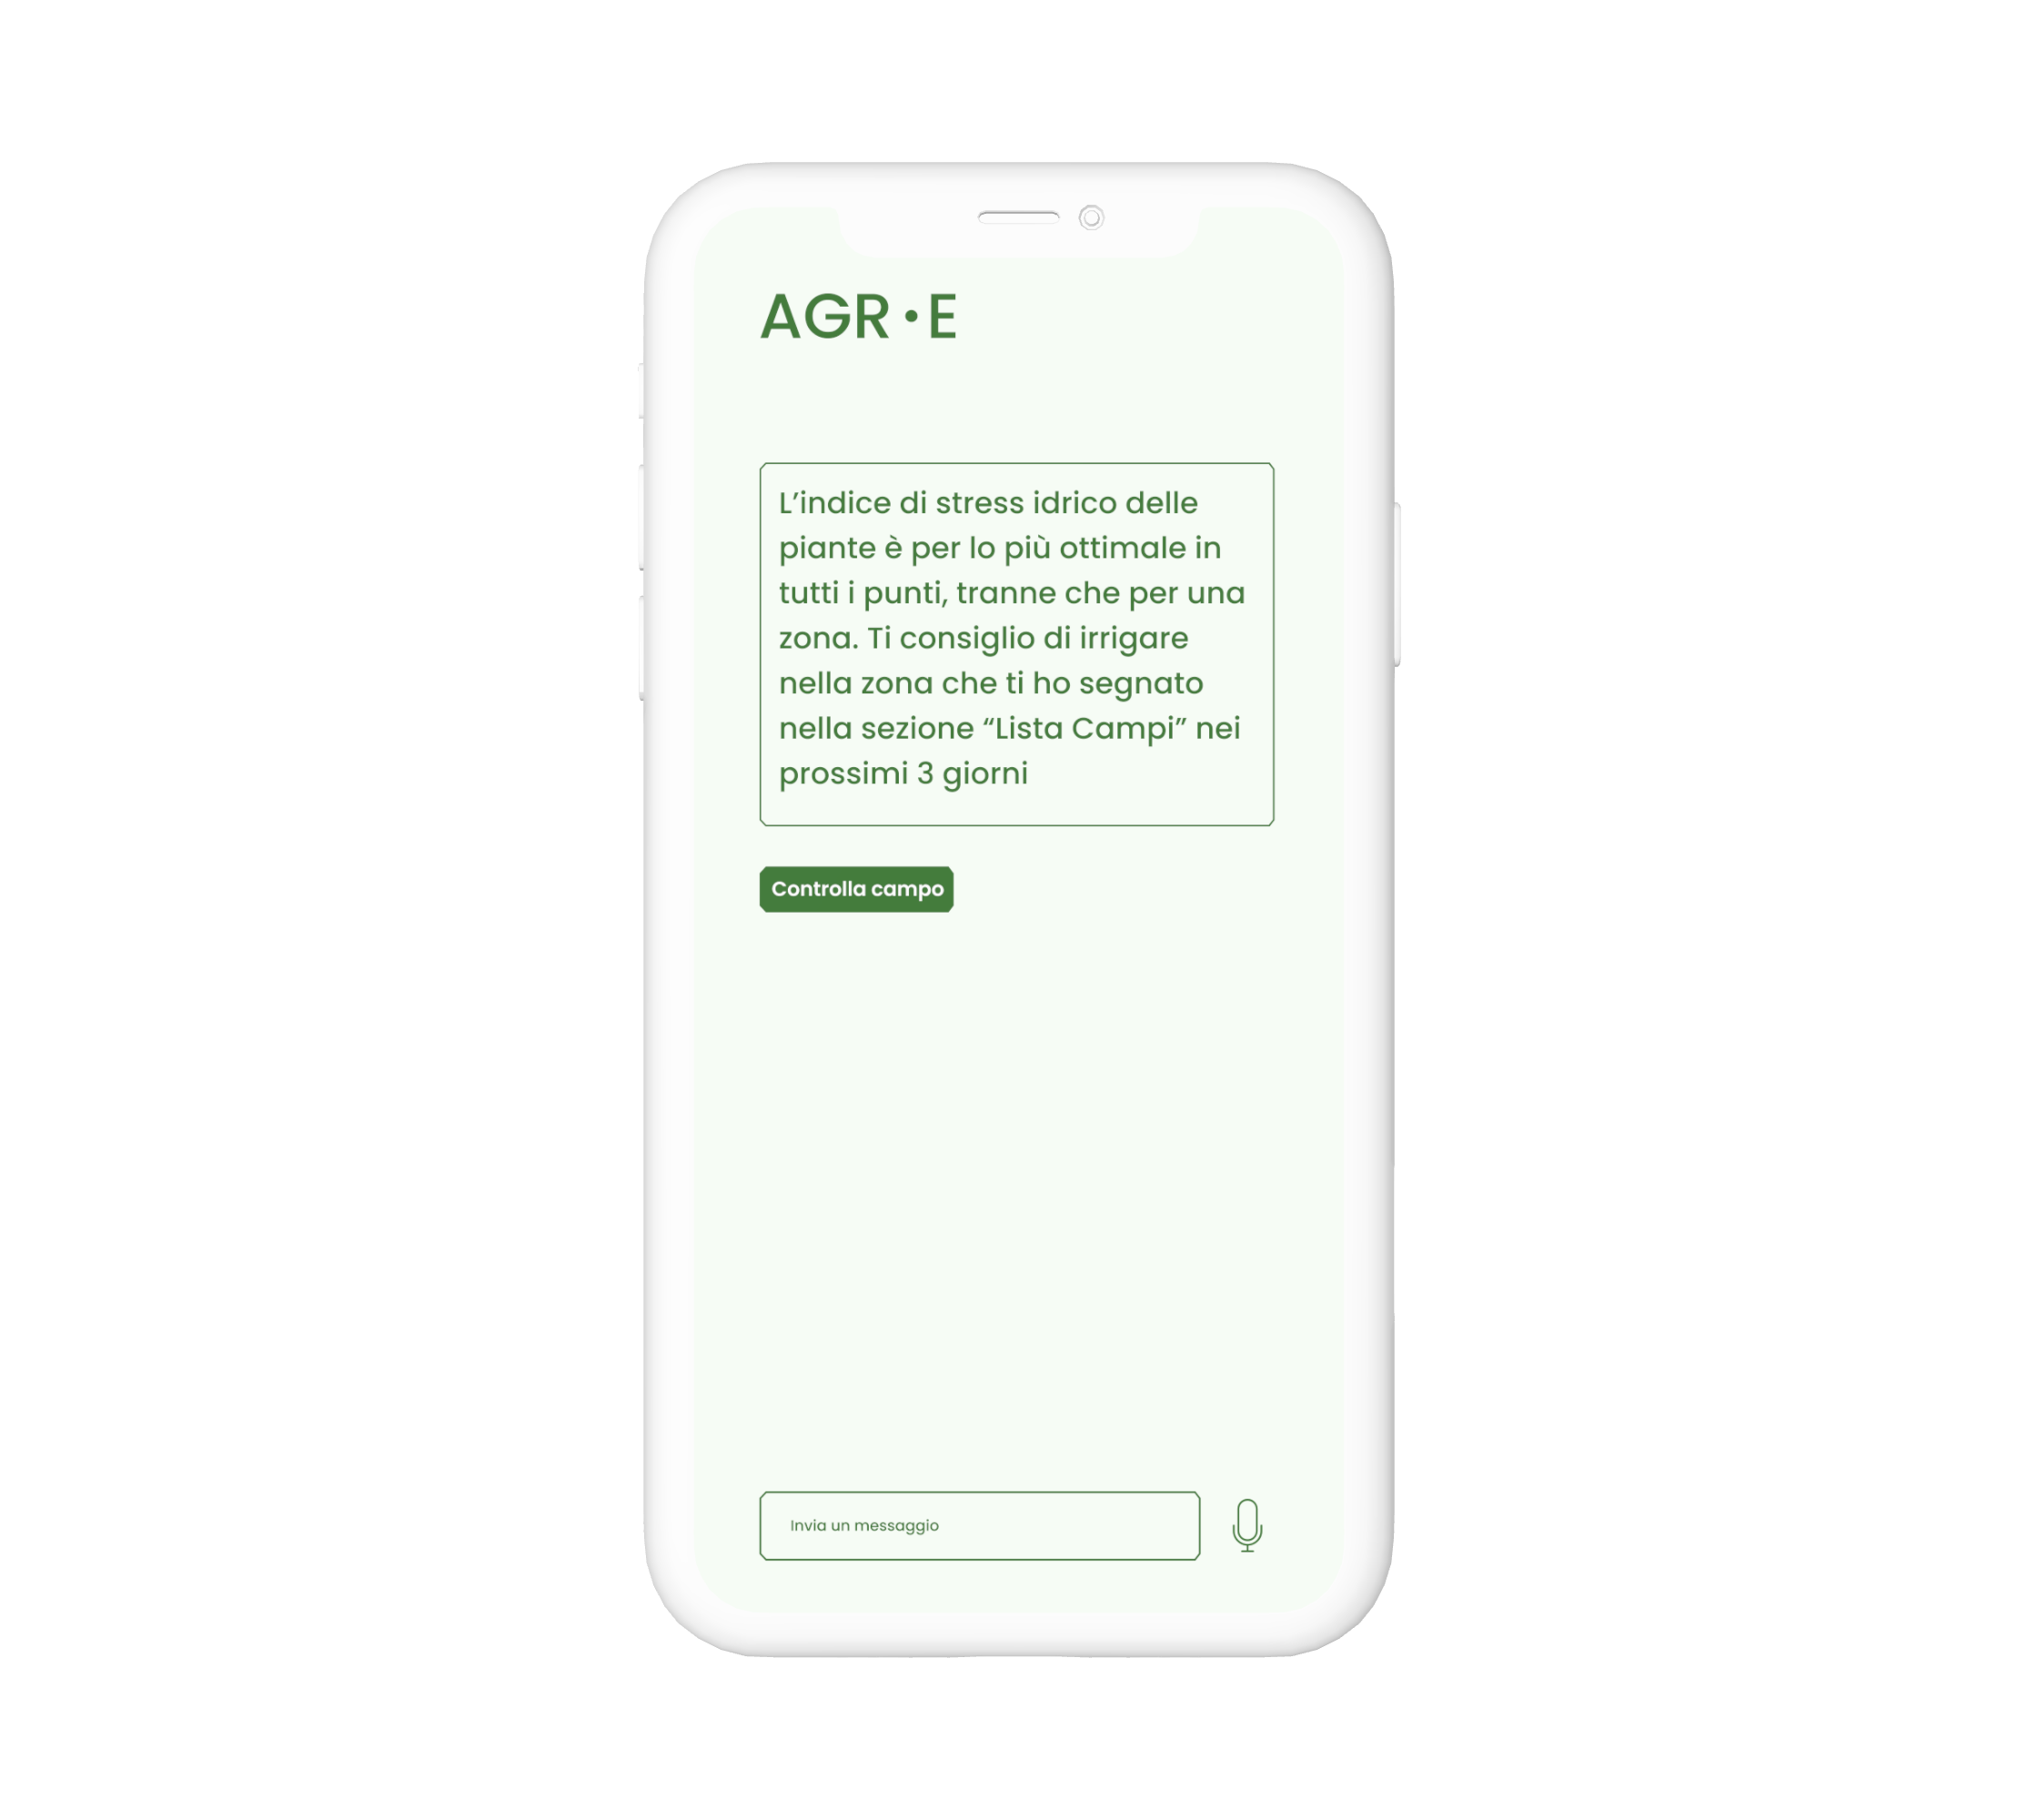 AGR•E
L’indice di stress idrico delle
piante è per lo più ottimale in
tutti i punti, tranne che per una
zona. Ti consiglio di irrigare
nella zona che ti ho segnato
nella sezione “Lista Campi” nei
prossimi 3 giorni
Controlla campo
Invia un messaggio